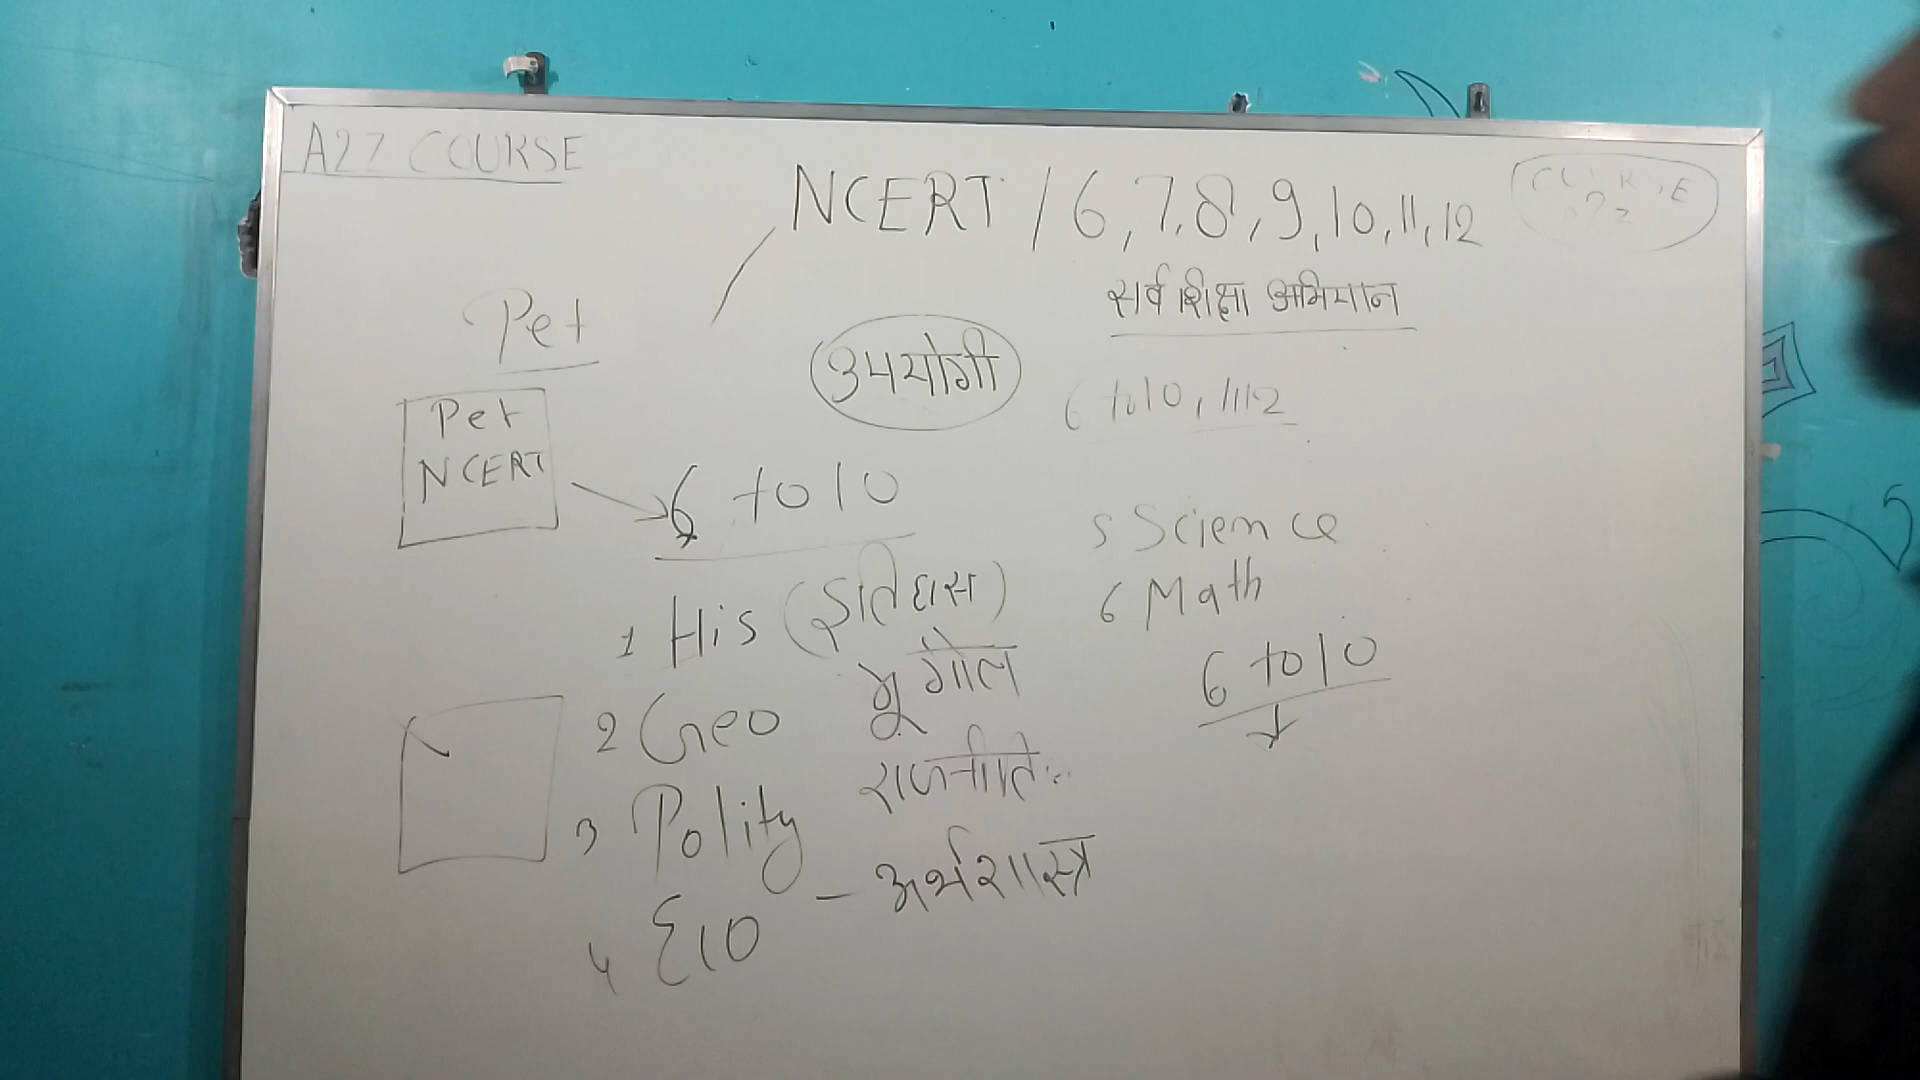 A2Z COURSE
NCERT / 6, 7, 8, 9, 10, 11, 12
COURSE
सर्व शिक्षा अभियान
Pet
उपयोगी
6 to 10, 11 12
Pet
NCERT
6 to 10
1 His (इतिहास)
2 Geo भूगोल
3 Polity राजनीति
4 Eco - अर्थशास्त्र
5 Science
6 Math
6 to 10